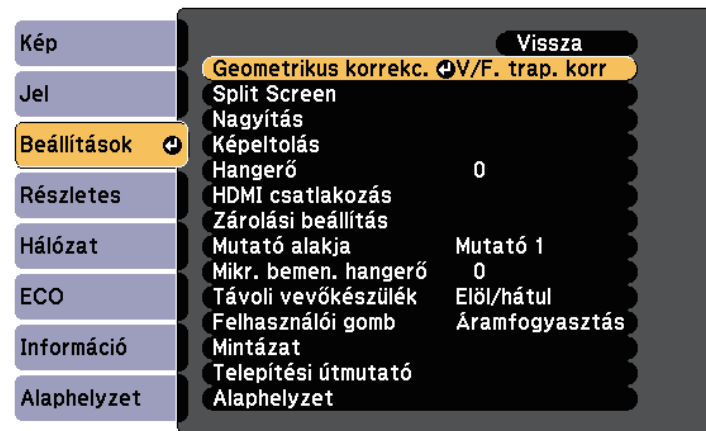 Kép
Jel
Beállítások
Részletes
Hálózat
ECO
Információ
Alaphelyzet
Vissza
Geometrikus korrekc. V/F. trap. korr
Split Screen
Nagyítás
Képeltolás
Hangerő 0
HDMI csatlakozás
Zárolási beállítás
Mutató alakja Mutató 1
Mikr. bemen. hangerő 0
Távoli vevőkészülék Elöl/hátul
Felhasználói gomb Áramfogyasztás
Mintázat
Telepítési útmutató
Alaphelyzet